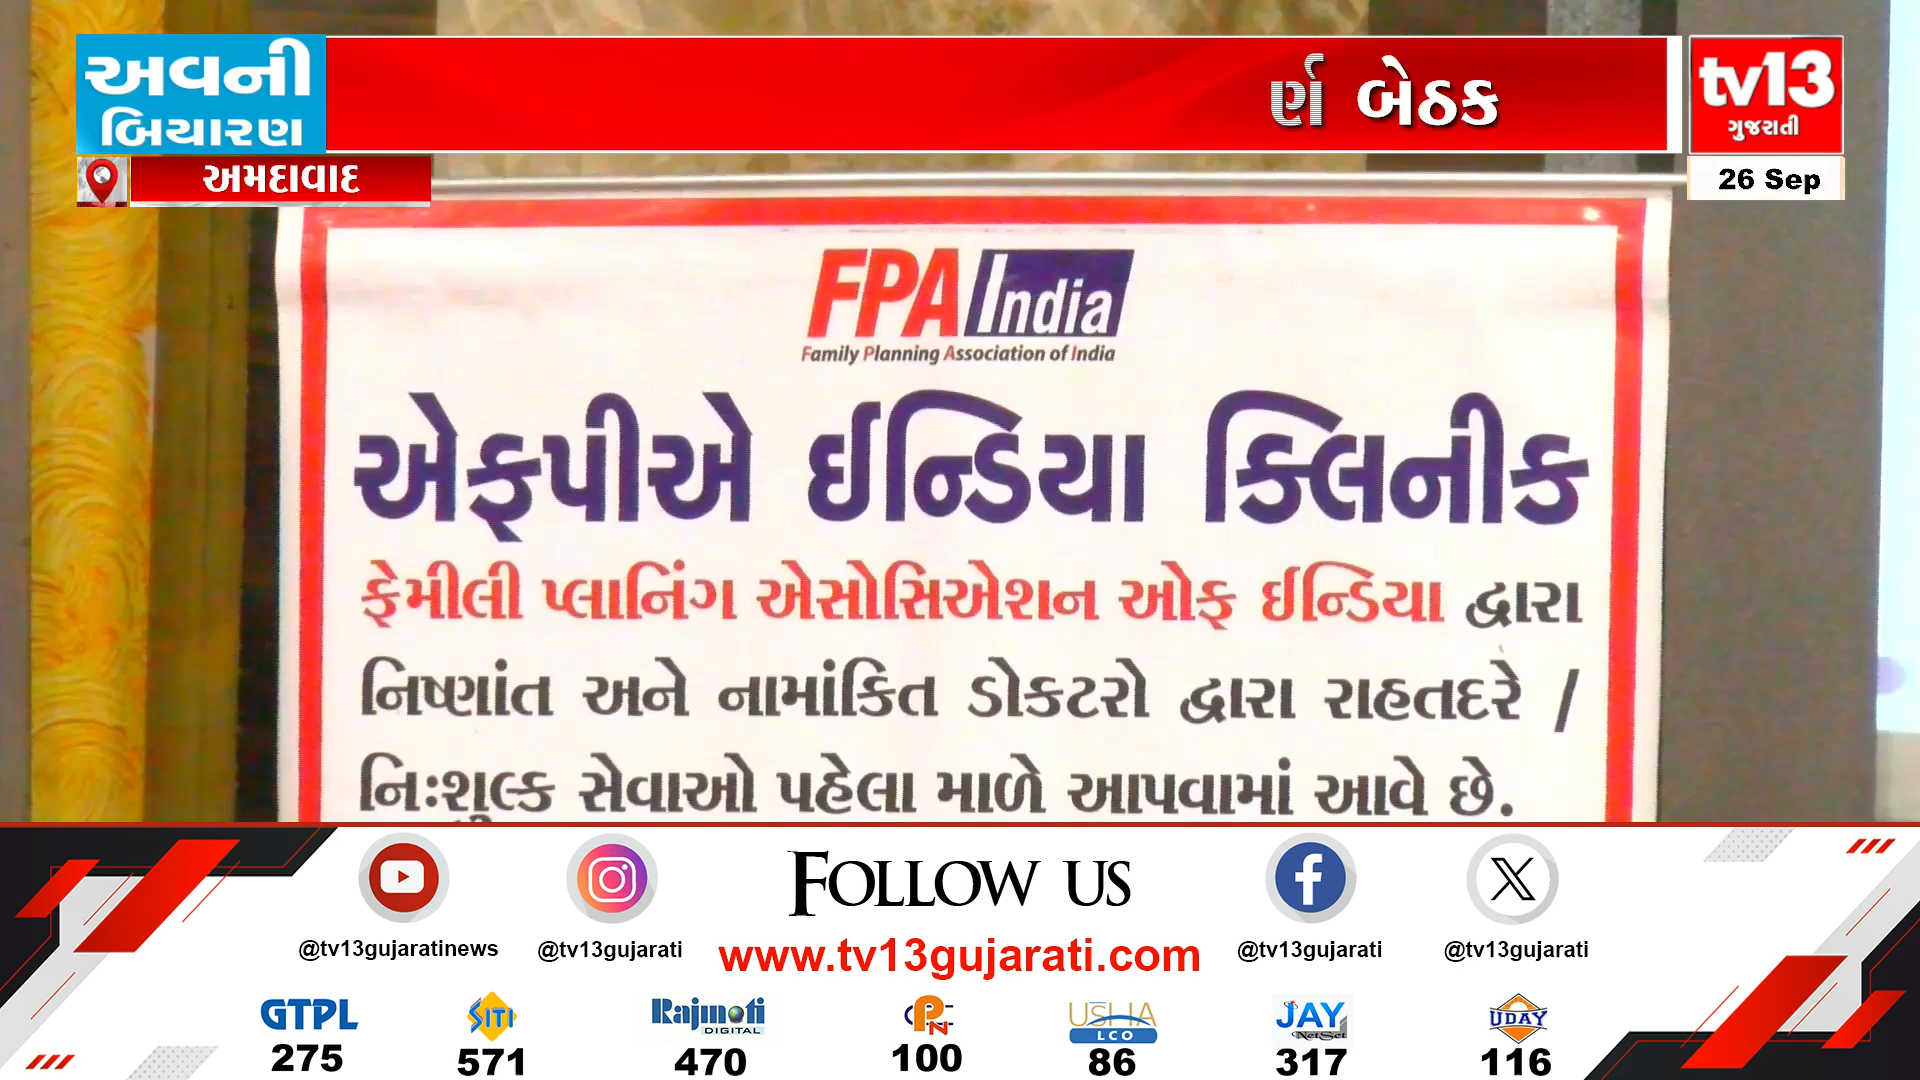 અવની
બિચારણ
ર્ણ બેઠક
tv13
ગુજરાતી
અમદાવાદ
26 Sep
FPA India
Family Planning Association of India
એફપીએ ઈન્ડિયા ક્લિનીક
ફેમીલી પ્લાનિંગ એસોસિએશન ઓફ ઈન્ડિયા દ્વારા
નિષ્ણાંત અને નામાંકિત ડોકટરો દ્વારા રાહતદરે /
નિઃશુલ્ક સેવાઓ પહેલા માળે આપવામાં આવે છે.
FOLLOW US
@tv13gujaratinews
@tv13gujarati
www.tv13gujarati.com
@tv13gujarati
@tv13gujarati
GTPL
275
SITI
571
Rajmoti
DIGITAL
470
PN
100
USHA
LCO
86
JAY
NetSet
317
UDAY
116